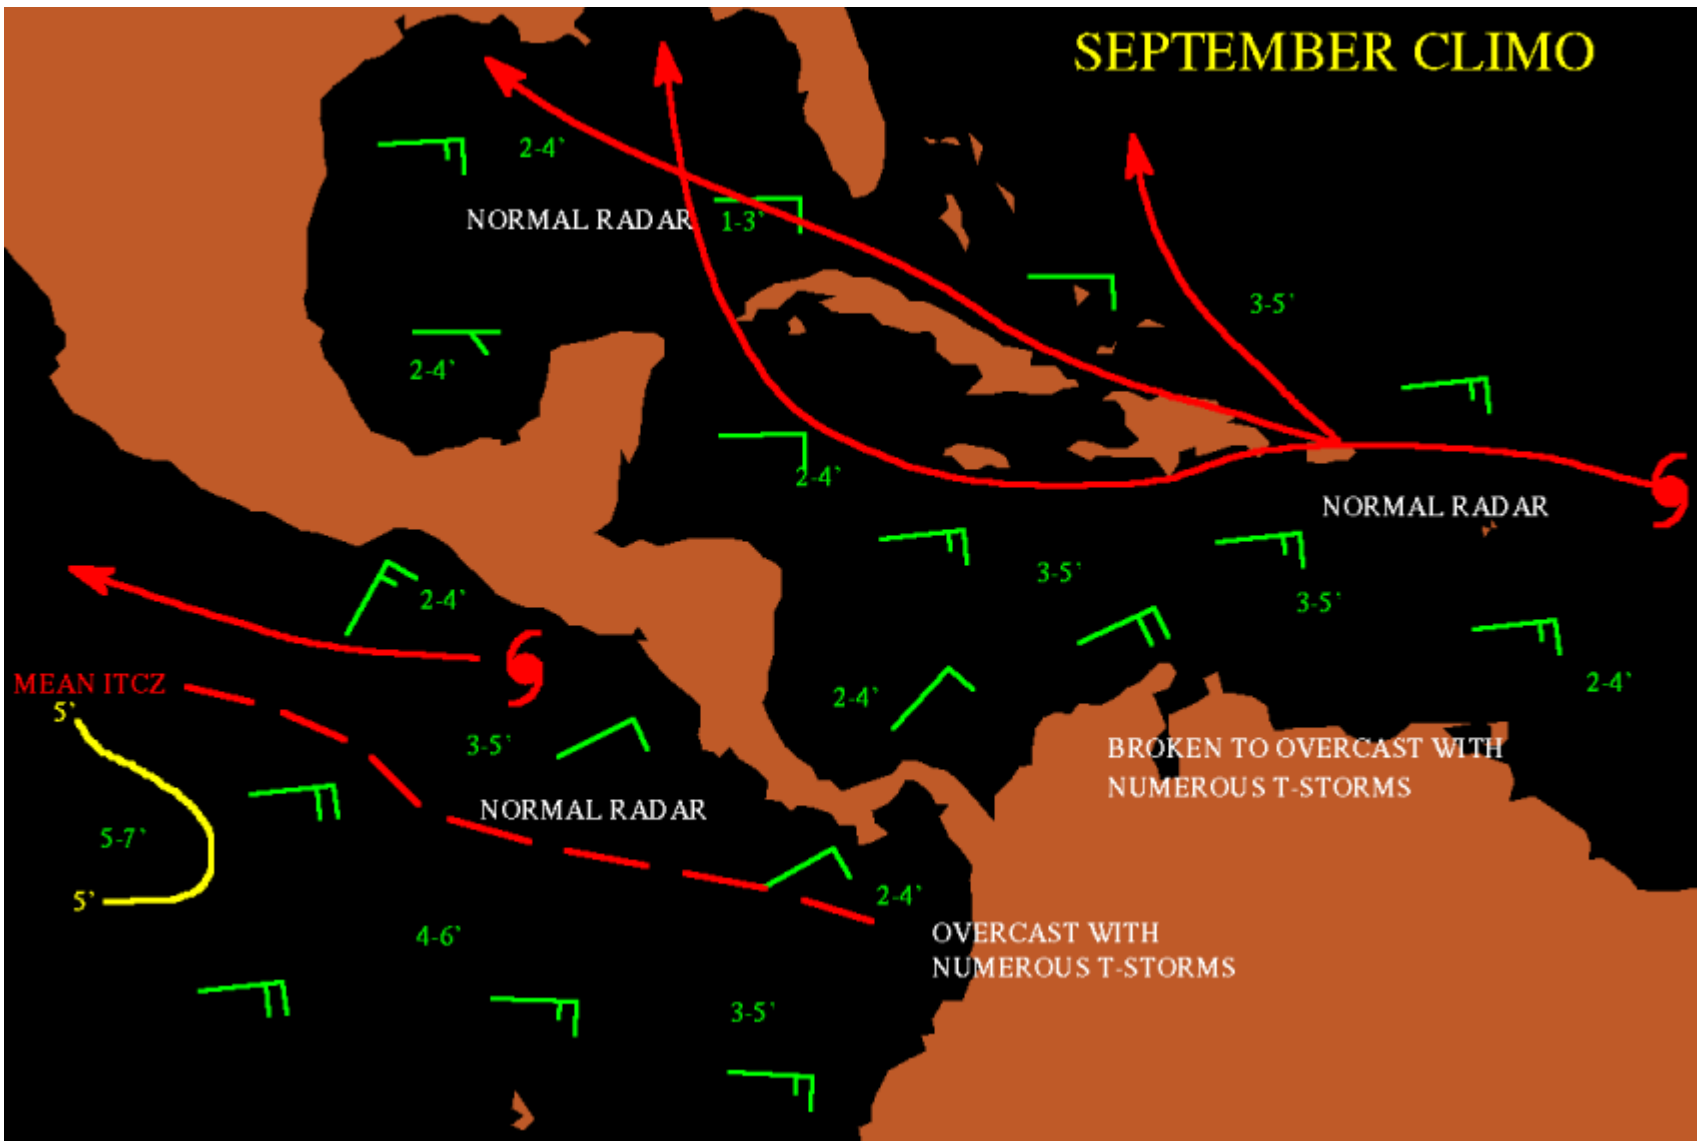 SEPTEMBER CLIMO
2-4'
NORMAL RADAR
1-3'
3-5'
2-4'
2-4'
NORMAL RADAR
3-5'
2-4'
3-5'
MEAN ITCZ
2-4'
2-4'
5'
3-5'
BROKEN TO OVERCAST WITH
NUMEROUS T-STORMS
NORMAL RADAR
5-7'
5'
2-4'
4-6'
OVERCAST WITH
NUMEROUS T-STORMS
3-5'